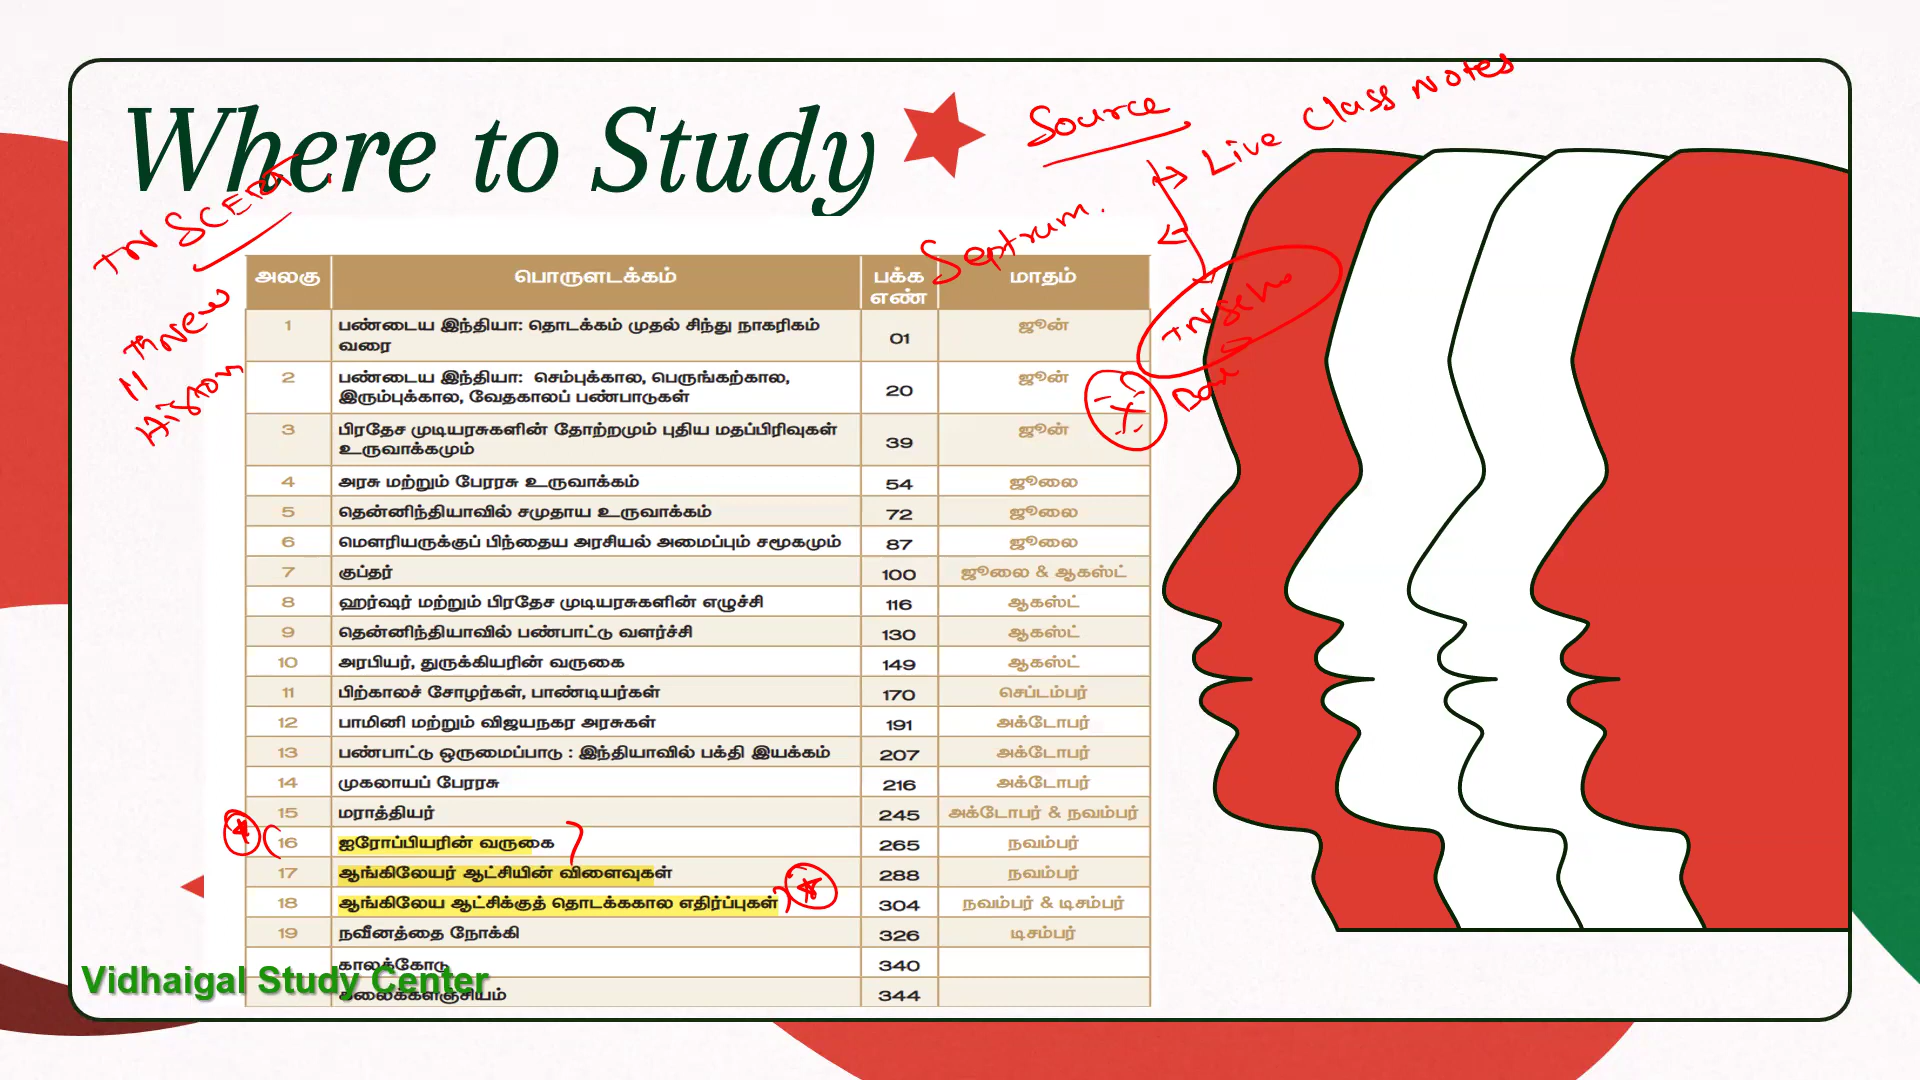 Where to Study
Source
Live Class Notes
TN SCERT
Septrum.
TN Scho
Book
11th New
History
அலகு பொருளடக்கம் பக்க எண் மாதம்
1 பண்டைய இந்தியா: தொடக்கம் முதல் சிந்து நாகரிகம் வரை 01 ஜூன்
2 பண்டைய இந்தியா: செம்புக்கால, பெருங்கற்கால, இரும்புக்கால, வேதகாலப் பண்பாடுகள் 20 ஜூன்
3 பிரதேச முடியரசுகளின் தோற்றமும் புதிய மதப்பிரிவுகள் உருவாக்கமும் 39 ஜூன்
4 அரசு மற்றும் பேரரசு உருவாக்கம் 54 ஜூலை
5 தென்னிந்தியாவில் சமுதாய உருவாக்கம் 72 ஜூலை
6 மௌரியருக்குப் பிந்தைய அரசியல் அமைப்பும் சமூகமும் 87 ஜூலை
7 குப்தர் 100 ஜூலை & ஆகஸ்ட்
8 ஹர்ஷர் மற்றும் பிரதேச முடியரசுகளின் எழுச்சி 116 ஆகஸ்ட்
9 தென்னிந்தியாவில் பண்பாட்டு வளர்ச்சி 130 ஆகஸ்ட்
10 அரபியர், துருக்கியரின் வருகை 149 ஆகஸ்ட்
11 பிற்காலச் சோழர்கள், பாண்டியர்கள் 170 செப்டம்பர்
12 பாமினி மற்றும் விஜயநகர அரசுகள் 191 அக்டோபர்
13 பண்பாட்டு ஒருமைப்பாடு : இந்தியாவில் பக்தி இயக்கம் 207 அக்டோபர்
14 முகலாயப் பேரரசு 216 அக்டோபர்
15 மராத்தியர் 245 அக்டோபர் & நவம்பர்
16 ஐரோப்பியரின் வருகை 265 நவம்பர்
17 ஆங்கிலேயர் ஆட்சியின் விளைவுகள் 288 நவம்பர்
18 ஆங்கிலேய ஆட்சிக்குத் தொடக்ககால எதிர்ப்புகள் 304 நவம்பர் & டிசம்பர்
19 நவீனத்தை நோக்கி 326 டிசம்பர்
காலக்கோடு 340
கலைக்களஞ்சியம் 344
Vidhaigal Study Center